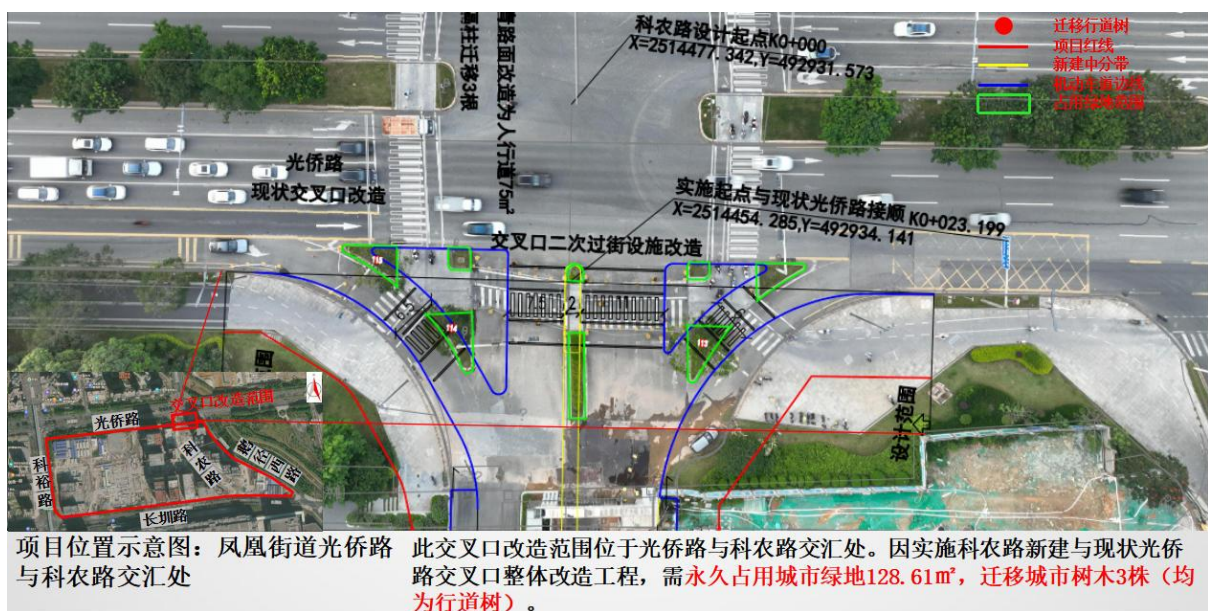 科农路设计起点K0+000
X=2514477.342,Y=492931.573
迁移行道树
项目红线
新建中分带
机动车道边线
占用绿地范围
路面改造为人行道75㎡
柱迁移3根
光侨路
现状交叉口改造
实施起点与现状光侨路接顺 K0+023.199
X=2514454.285,Y=492934.141
交叉口二次过街设施改造
115
114
113
2
设计范围
交叉口改造范围
光侨路
科裕路
科农路
鹅径西路
长圳路
项目位置示意图：凤凰街道光侨路
与科农路交汇处
此交叉口改造范围位于光侨路与科农路交汇处。因实施科农路新建与现状光侨
路交叉口整体改造工程，需永久占用城市绿地128.61㎡，迁移城市树木3株（均
为行道树）。